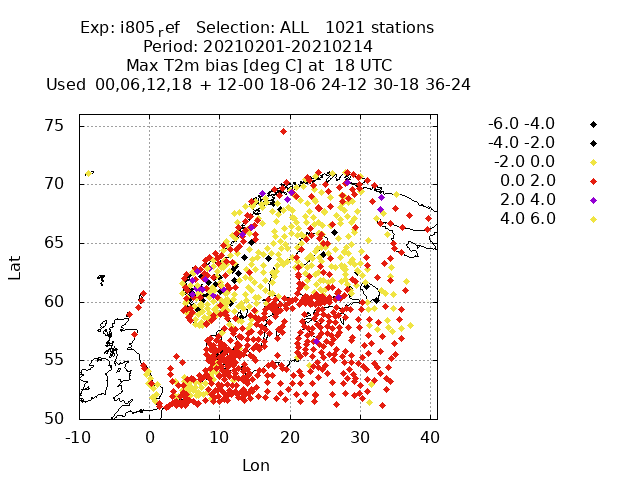 Exp: i805ref Selection: ALL 1021 stations
Period: 20210201-20210214
Max T2m bias [deg C] at 18 UTC
Used 00,06,12,18 + 12-00 18-06 24-12 30-18 36-24
-6.0 -4.0
-4.0 -2.0
-2.0 0.0
0.0 2.0
2.0 4.0
4.0 6.0
75
70
65
60
55
50
Lat
-10 0 10 20 30 40
Lon